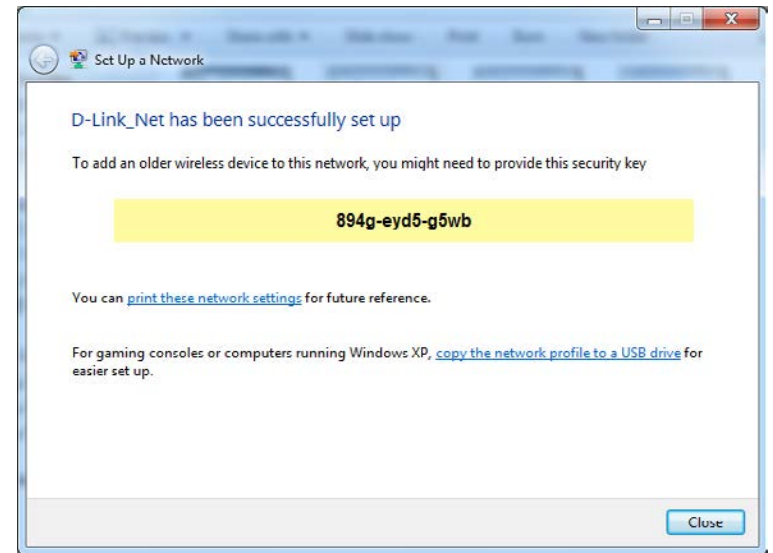 Set Up a Network
D-Link_Net has been successfully set up
To add an older wireless device to this network, you might need to provide this security key
894g-eyd5-g5wb
You can print these network settings for future reference.
For gaming consoles or computers running Windows XP, copy the network profile to a USB drive for
easier set up.
Close